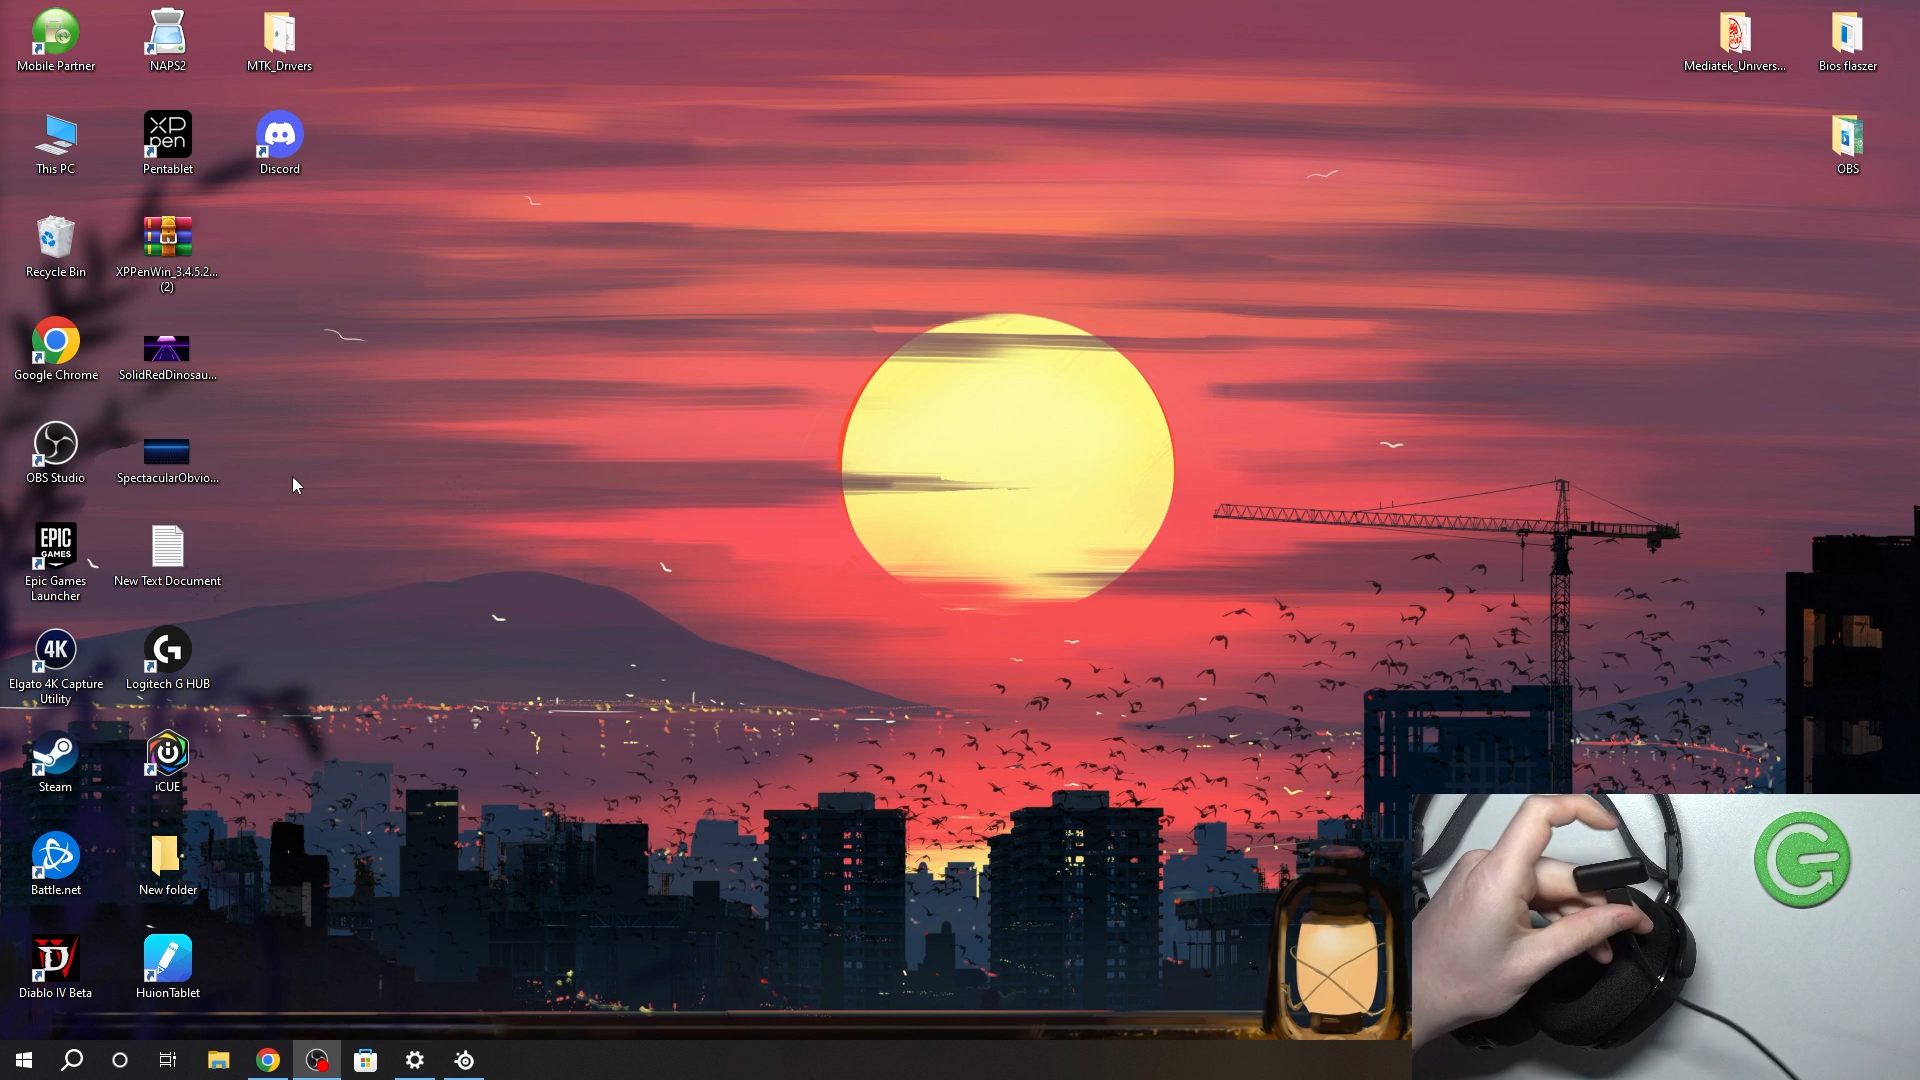 Mobile Partner
NAPS2
MTK_Drivers
Mediatek_Univers...
Bios flaszer
This PC
XP
pen
Pentablet
Discord
OBS
Recycle Bin
XPPenWin_3.4.5.2...
(2)
Google Chrome
SolidRedDinosau...
OBS Studio
SpectacularObvio...
EPIC
GAMES
Epic Games
Launcher
New Text Document
4K
Elgato 4K Capture
Utility
Logitech G HUB
Steam
iCUE
Battle.net
New folder
Diablo IV Beta
HuionTablet